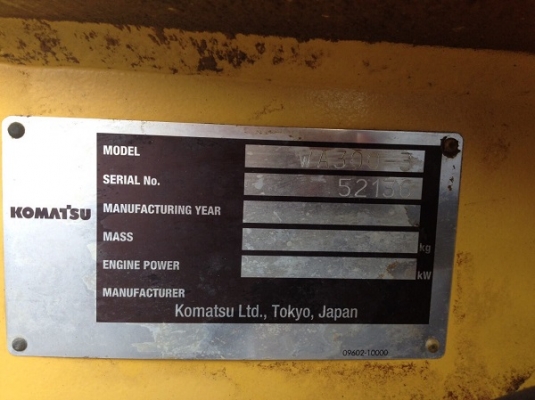 MODEL
SERIAL No.
KOMATSU
MANUFACTURING YEAR
MASS
kg
ENGINE POWER
kW
MANUFACTURER
Komatsu Ltd., Tokyo, Japan
09602-10000